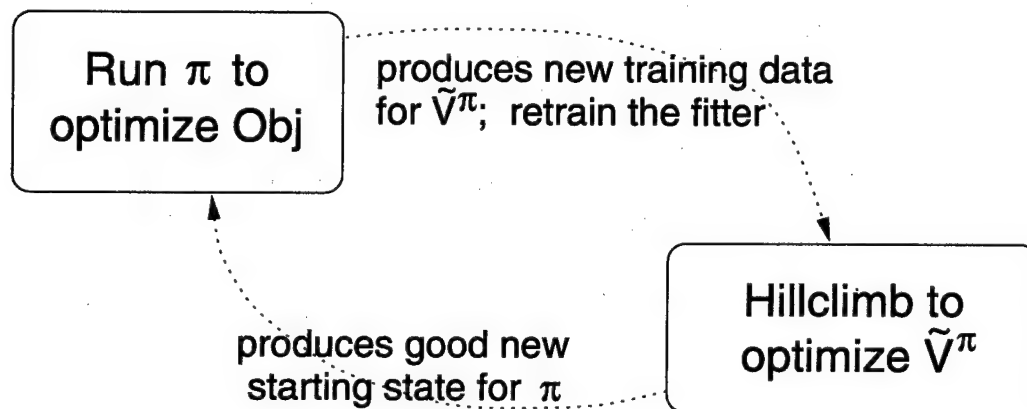 Run π to
optimize Obj
produces new training data
for Ṽ^π; retrain the fitter
Hillclimb to
optimize Ṽ^π
produces good new
starting state for π